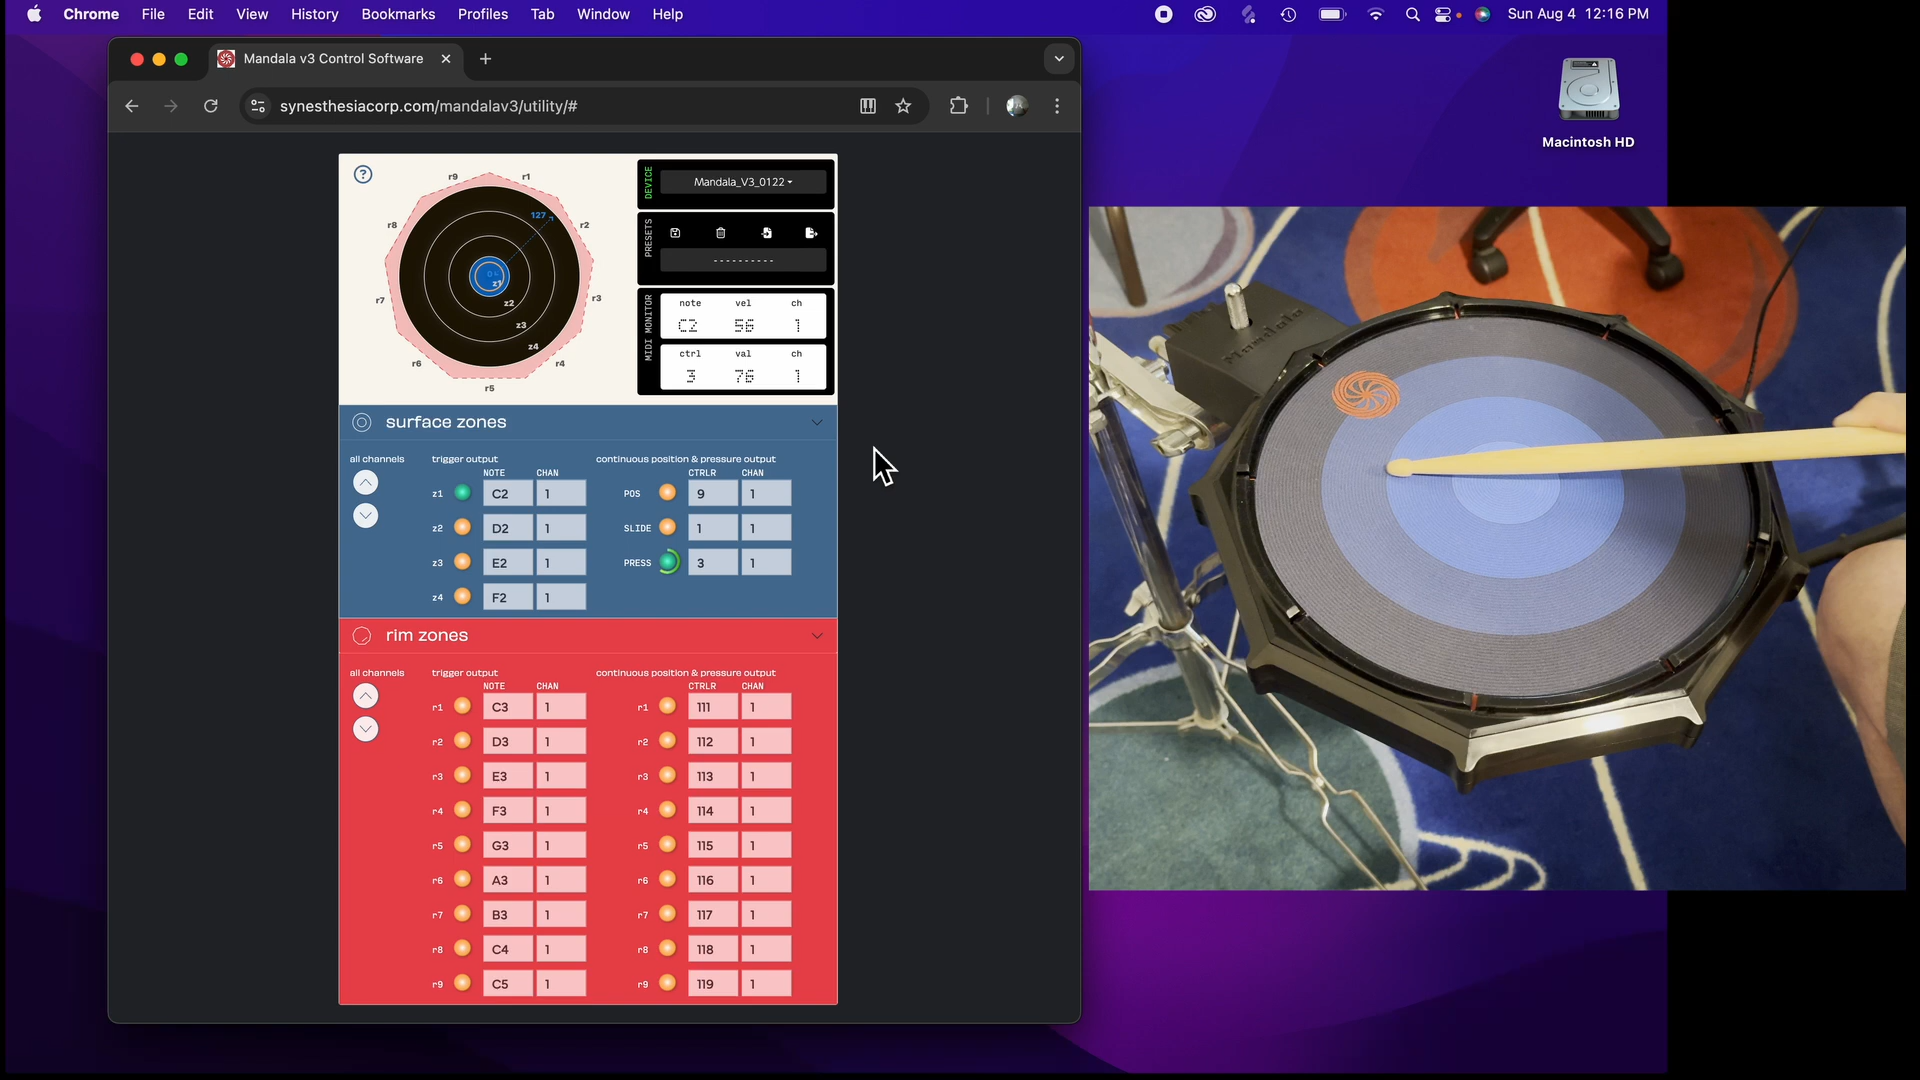 Chrome File Edit View History Bookmarks Profiles Tab Window Help Sun Aug 4 12:16 PM
Mandala v3 Control Software
synesthesiacorp.com/mandalav3/utility/#
Macintosh HD
?
r9 r1
r8 r2
r7 r3
r6 r4
r5
127
0
z1
z2
z3
z4
DEVICE
Mandala_V3_0122
PRESETS
----------
MIDI MONITOR
note vel ch
C2 56 1
ctrl val ch
3 76 1
surface zones
all channels trigger output continuous position & pressure output
NOTE CHAN CTRLR CHAN
z1 C2 1 POS 9 1
z2 D2 1 SLIDE 1 1
z3 E2 1 PRESS 3 1
z4 F2 1
rim zones
all channels trigger output continuous position & pressure output
NOTE CHAN CTRLR CHAN
r1 C3 1 r1 111 1
r2 D3 1 r2 112 1
r3 E3 1 r3 113 1
r4 F3 1 r4 114 1
r5 G3 1 r5 115 1
r6 A3 1 r6 116 1
r7 B3 1 r7 117 1
r8 C4 1 r8 118 1
r9 C5 1 r9 119 1
Mandala